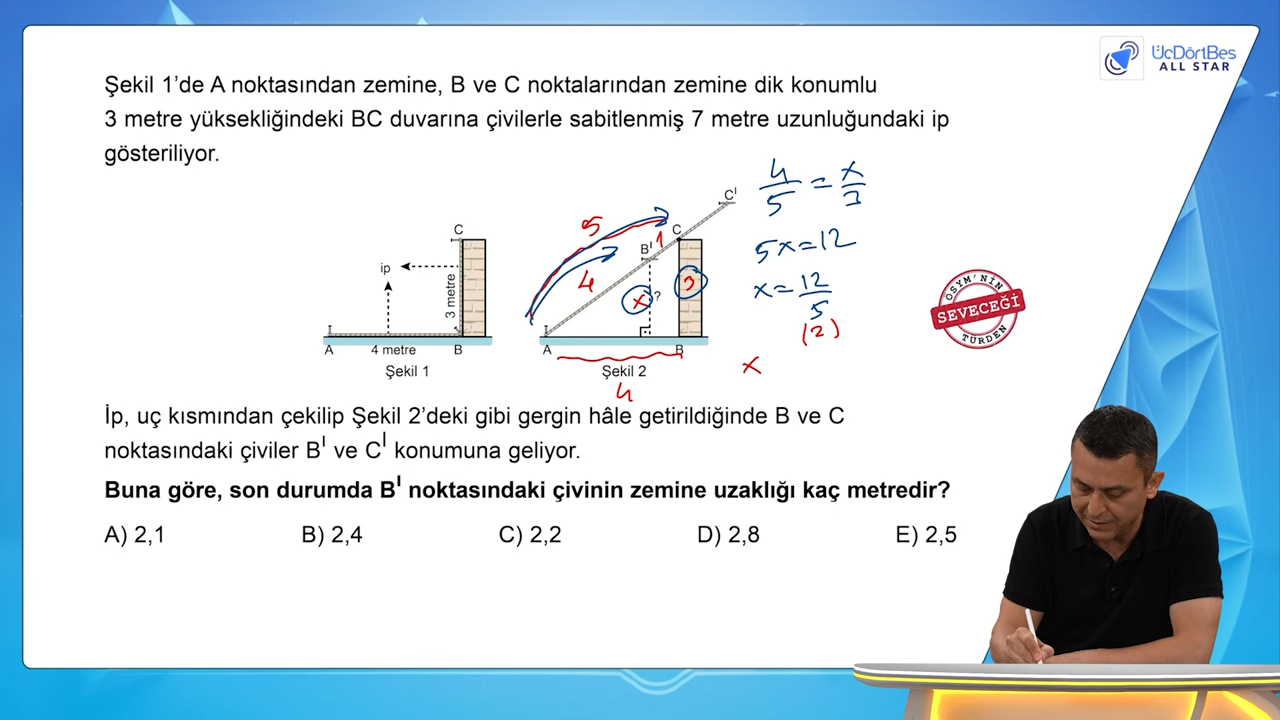 ÜçDörtBeş
ALL STAR
Şekil 1’de A noktasından zemine, B ve C noktalarından zemine dik konumlu
3 metre yüksekliğindeki BC duvarına çivilerle sabitlenmiş 7 metre uzunluğundaki ip
gösteriliyor.
C
ip
3 metre
A 4 metre B
Şekil 1
C'
C
B'
?
A B
Şekil 2
5
4
1
x
3
4
4/5 = x/3
5x=12
x=12/5
(2)
x
ÖSYM’NİN
SEVECEĞİ
TÜRDEN
İp, uç kısmından çekilip Şekil 2’deki gibi gergin hâle getirildiğinde B ve C
noktasındaki çiviler Bᴵ ve Cᴵ konumuna geliyor.
Buna göre, son durumda Bᴵ noktasındaki çivinin zemine uzaklığı kaç metredir?
A) 2,1 B) 2,4 C) 2,2 D) 2,8 E) 2,5